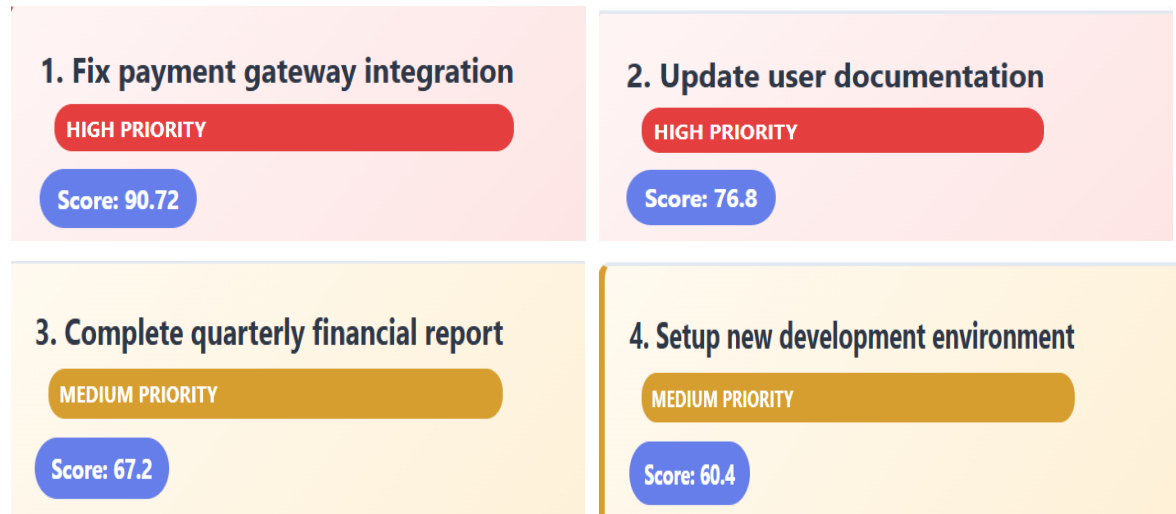 1. Fix payment gateway integration
HIGH PRIORITY
Score: 90.72
2. Update user documentation
HIGH PRIORITY
Score: 76.8
3. Complete quarterly financial report
MEDIUM PRIORITY
Score: 67.2
4. Setup new development environment
MEDIUM PRIORITY
Score: 60.4